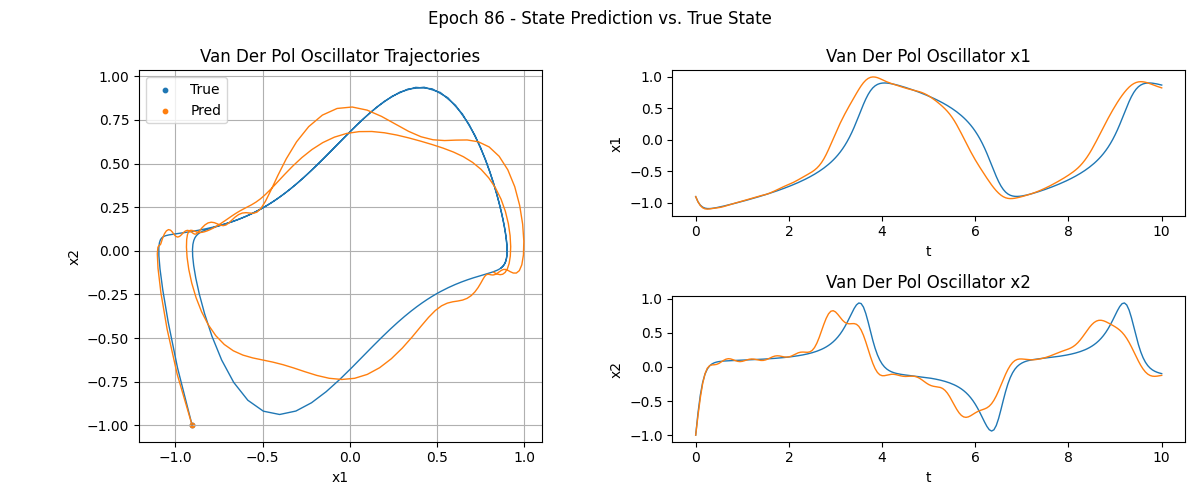 Epoch 86 - State Prediction vs. True State
Van Der Pol Oscillator Trajectories
True
Pred
1.00
0.75
0.50
0.25
0.00
−0.25
−0.50
−0.75
−1.00
x2
−1.0 −0.5 0.0 0.5 1.0
x1
Van Der Pol Oscillator x1
1.0
0.5
0.0
−0.5
−1.0
x1
0 2 4 6 8 10
t
Van Der Pol Oscillator x2
1.0
0.5
0.0
−0.5
−1.0
x2
0 2 4 6 8 10
t